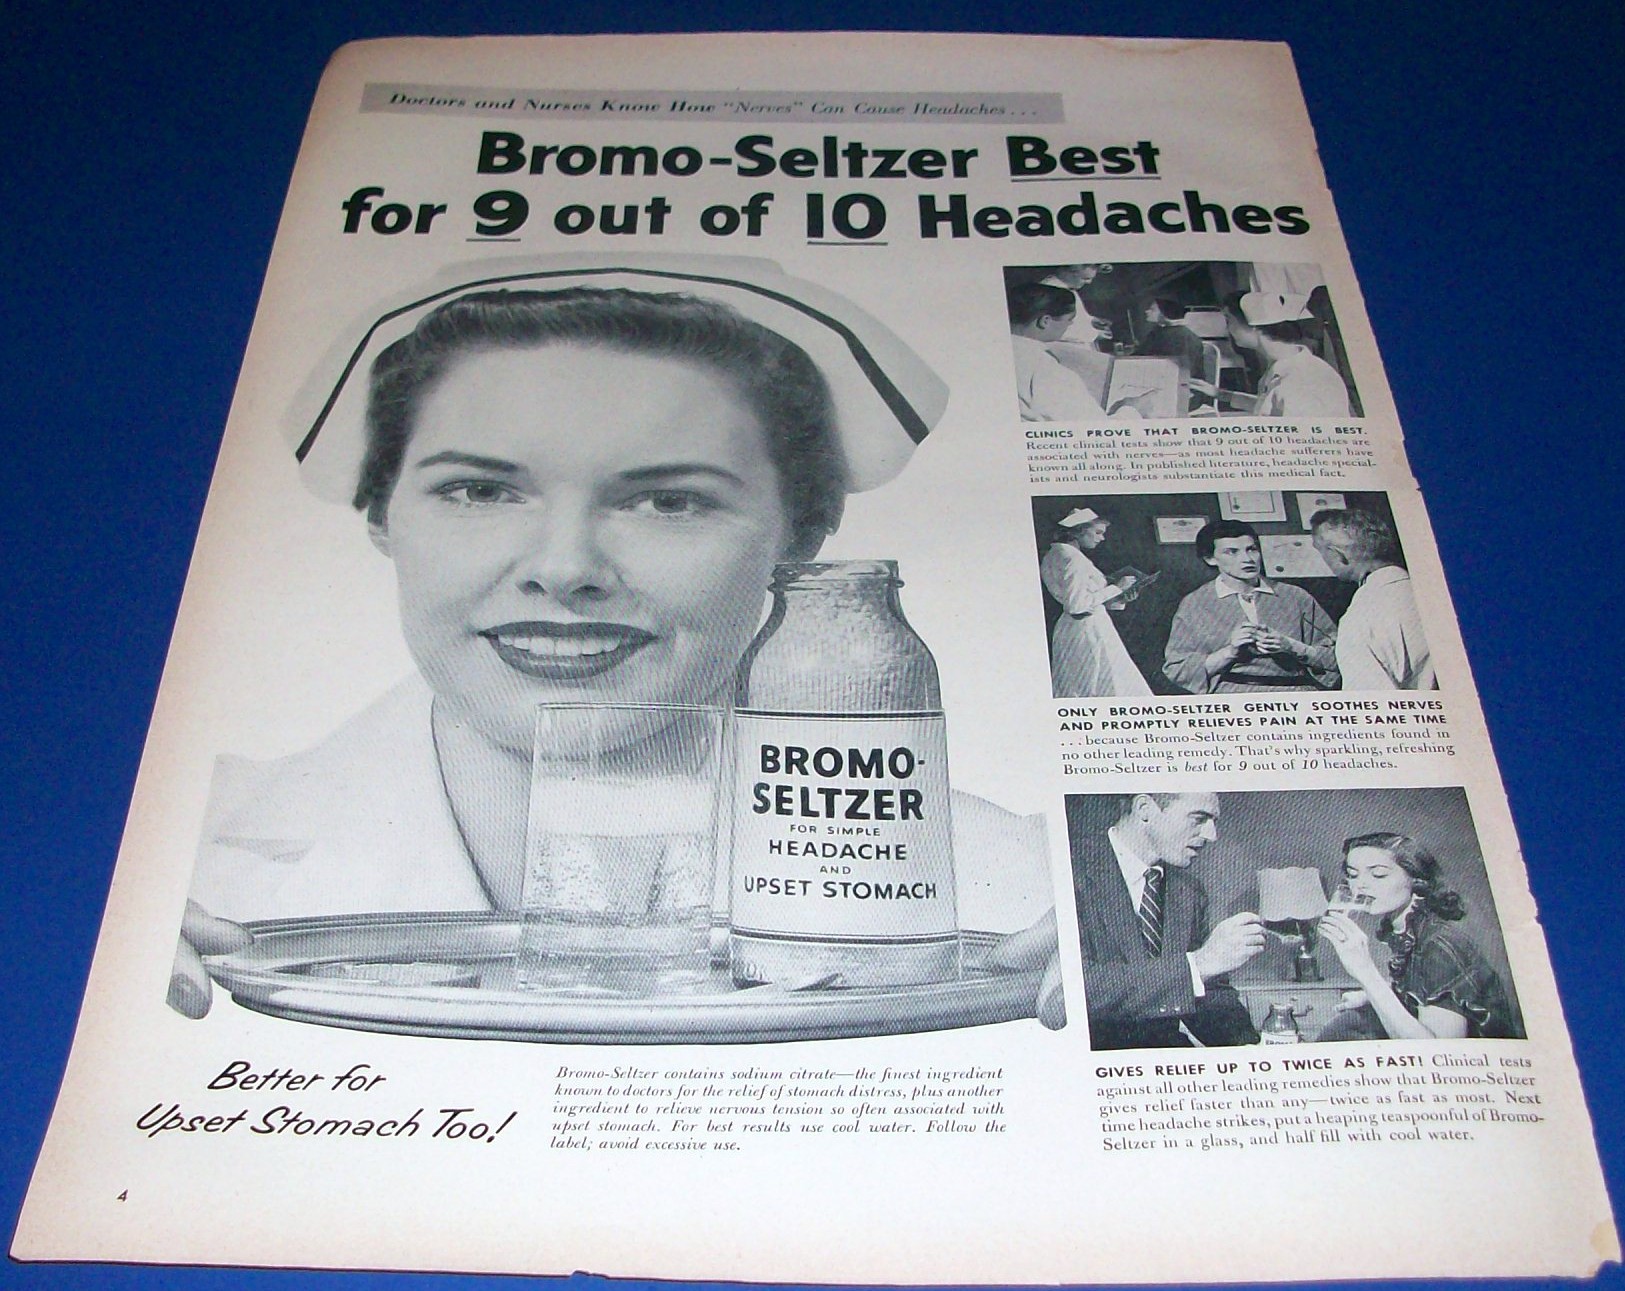 Doctors and Nurses Know How "Nerves" Can Cause Headaches...
Bromo-Seltzer Best
for 9 out of 10 Headaches
CLINICS PROVE THAT BROMO-SELTZER IS BEST.
Recent clinical tests show that 9 out of 10 headaches are
associated with nerves—as most headache sufferers have
known all along. In published literature, headache special-
ists and neurologists substantiate this medical fact.
ONLY BROMO-SELTZER GENTLY SOOTHES NERVES
AND PROMPTLY RELIEVES PAIN AT THE SAME TIME
...because Bromo-Seltzer contains ingredients found in
no other leading remedy. That's why sparkling, refreshing
Bromo-Seltzer is best for 9 out of 10 headaches.
BROMO-
SELTZER
FOR SIMPLE
HEADACHE
AND
UPSET STOMACH
GIVES RELIEF UP TO TWICE AS FAST! Clinical tests
against all other leading remedies show that Bromo-Seltzer
gives relief faster than any—twice as fast as most. Next
time headache strikes, put a heaping teaspoonful of Bromo-
Seltzer in a glass, and half fill with cool water.
Better for
Upset Stomach Too!
Bromo-Seltzer contains sodium citrate—the finest ingredient
known to doctors for the relief of stomach distress, plus another
ingredient to relieve nervous tension so often associated with
upset stomach. For best results use cool water. Follow the
label; avoid excessive use.
4